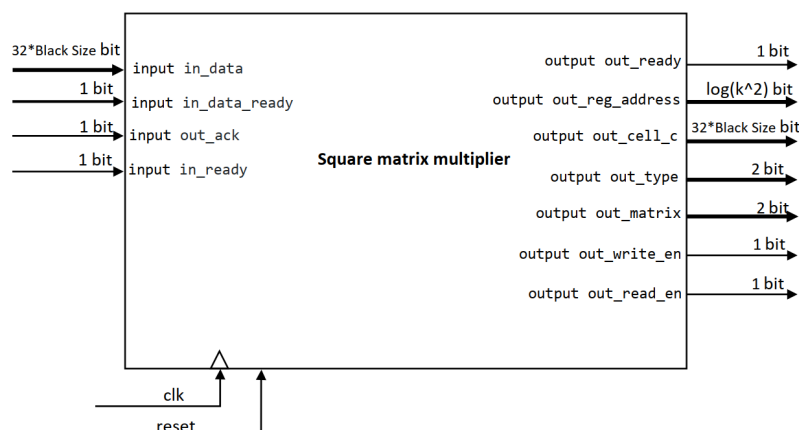 32*Black Size bit
input in_data
1 bit
input in_data_ready
1 bit
input out_ack
1 bit
input in_ready
Square matrix multiplier
output out_ready
1 bit
output out_reg_address
log(k^2) bit
output out_cell_c
32*Black Size bit
output out_type
2 bit
output out_matrix
2 bit
output out_write_en
1 bit
output out_read_en
1 bit
clk
reset